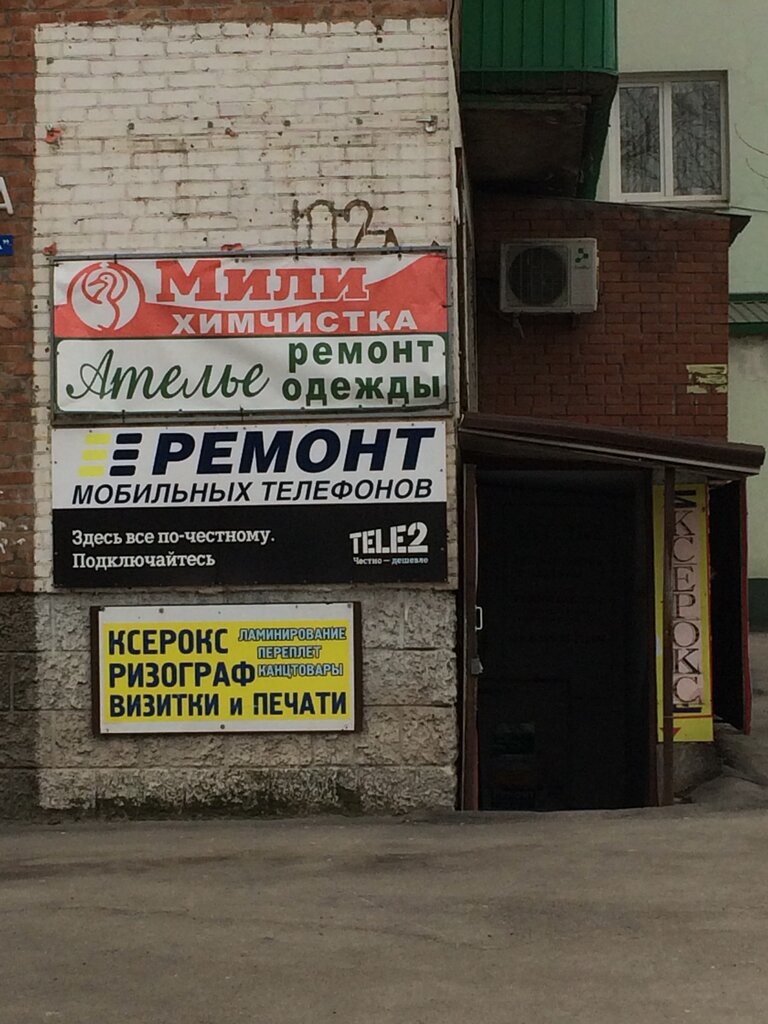 А
Мили
ХИМЧИСТКА
Ателье
ремонт
одежды
РЕМОНТ
МОБИЛЬНЫХ ТЕЛЕФОНОВ
Здесь все по-честному.
Подключайтесь
TELE2
Честно — дешевле
КСЕРОКС
РИЗОГРАФ
ЛАМИНИРОВАНИЕ
ПЕРЕПЛЕТ
КАНЦТОВАРЫ
ВИЗИТКИ и ПЕЧАТИ
КСЕРОКС